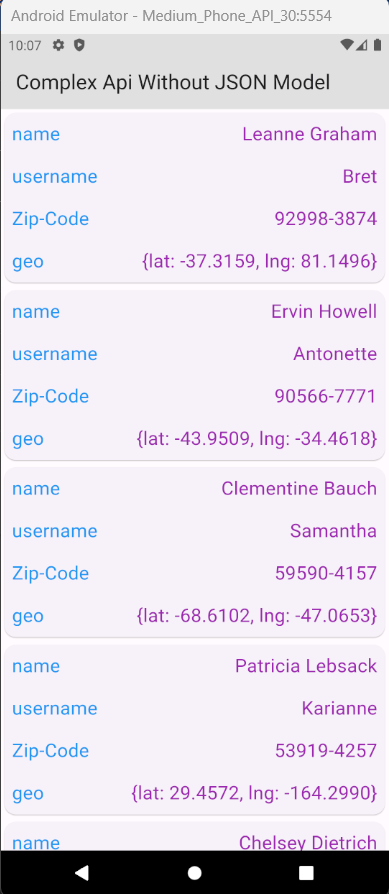 Android Emulator - Medium_Phone_API_30:5554
10:07
Complex Api Without JSON Model
name Leanne Graham
username Bret
Zip-Code 92998-3874
geo {lat: -37.3159, lng: 81.1496}
name Ervin Howell
username Antonette
Zip-Code 90566-7771
geo {lat: -43.9509, lng: -34.4618}
name Clementine Bauch
username Samantha
Zip-Code 59590-4157
geo {lat: -68.6102, lng: -47.0653}
name Patricia Lebsack
username Karianne
Zip-Code 53919-4257
geo {lat: 29.4572, lng: -164.2990}
name Chelsey Dietrich